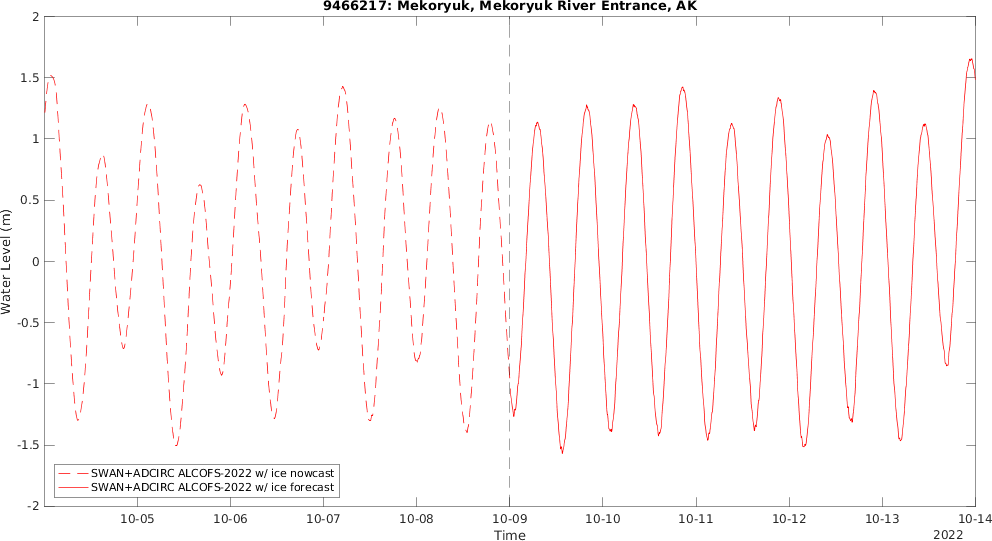 9466217: Mekoryuk, Mekoryuk River Entrance, AK
2
1.5
1
0.5
0
-0.5
-1
-1.5
-2
Water Level (m)
SWAN+ADCIRC ALCOFS-2022 w/ ice nowcast
SWAN+ADCIRC ALCOFS-2022 w/ ice forecast
10-05 10-06 10-07 10-08 10-09 10-10 10-11 10-12 10-13 10-14
Time
2022